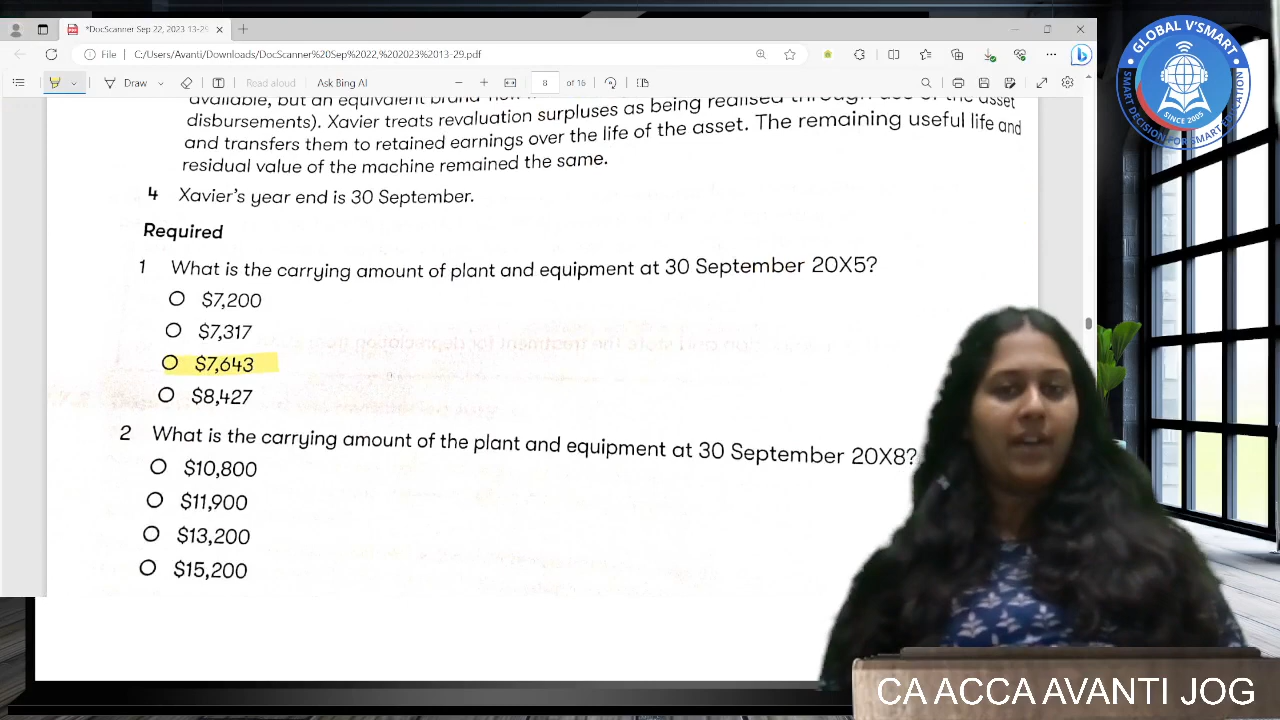 *DocScanner Sep 22, 2023 13-29
File
C:/Users/Avanti/Downloads/DocScanner%20Sep%2022,%202023%2013-29.pdf
Draw
Read aloud
Ask Bing AI
8 of 16
available, but an equivalent brand
disbursements). Xavier treats revaluation surpluses as being realised through use of the asset
and transfers them to retained earnings over the life of the asset. The remaining useful life and
residual value of the machine remained the same.
4 Xavier's year end is 30 September.
Required
1 What is the carrying amount of plant and equipment at 30 September 20X5?
$7,200
$7,317
$7,643
$8,427
2 What is the carrying amount of the plant and equipment at 30 September 20X8?
$10,800
$11,900
$13,200
$15,200
GLOBAL V'SMART
SMART DECISION FOR SMART EDUCATION
SINCE 2005
CA ACCA AVANTI JOG